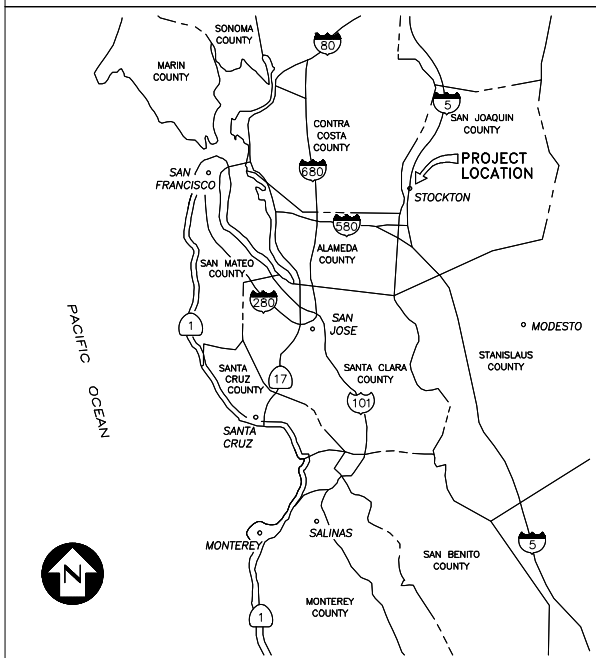 SONOMA
COUNTY
80
MARIN
COUNTY
5
SAN JOAQUIN
COUNTY
CONTRA
COSTA
COUNTY
PROJECT
LOCATION
SAN
FRANCISCO
680
STOCKTON
580
ALAMEDA
COUNTY
SAN MATEO
COUNTY
280
PACIFIC OCEAN
1
SAN
JOSE
MODESTO
STANISLAUS
COUNTY
SANTA
CRUZ
COUNTY
17
SANTA CLARA
COUNTY
101
SANTA
CRUZ
MONTEREY
SALINAS
5
SAN BENITO
COUNTY
N
MONTEREY
COUNTY
1